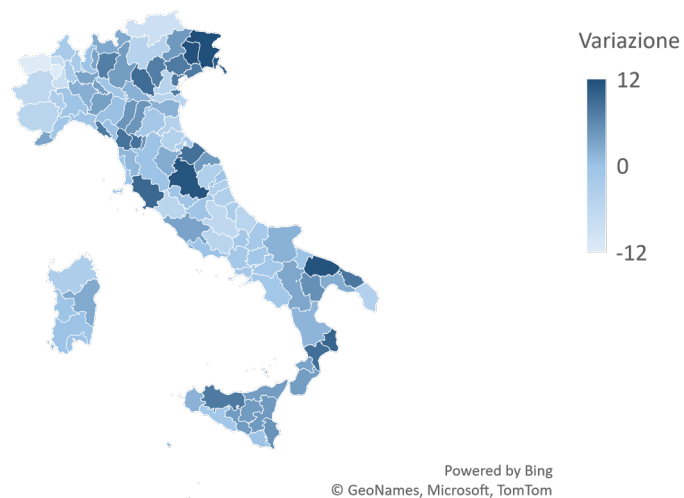 Variazione
12
0
-12
Powered by Bing
© GeoNames, Microsoft, TomTom